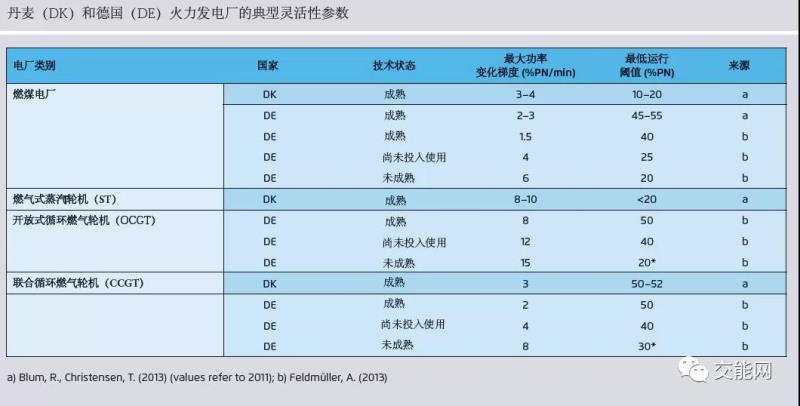 丹麦（DK）和德国（DE）火力发电厂的典型灵活性参数
电厂类别 国家 技术状态 最大功率变化梯度 (%PN/min) 最低运行阈值 (%PN) 来源
燃煤电厂 DK 成熟 3–4 10–20 a
DE 成熟 2–3 45–55 a
DE 成熟 1.5 40 b
DE 尚未投入使用 4 25 b
DE 未成熟 6 20 b
燃气式蒸汽轮机（ST） DK 成熟 8–10 <20 a
开放式循环燃气轮机（OCGT） DE 成熟 8 50 b
DE 尚未投入使用 12 40 b
DE 未成熟 15 20* b
联合循环燃气轮机（CCGT） DK 成熟 3 50–52 a
DE 成熟 2 50 b
DE 尚未投入使用 4 40 b
DE 未成熟 8 30* b
a) Blum, R., Christensen, T. (2013) (values refer to 2011); b) Feldmüller, A. (2013)
交能网